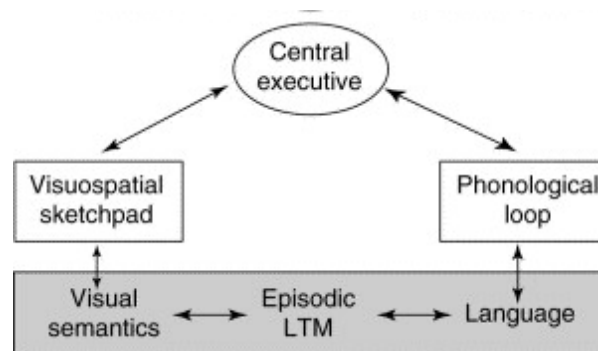 Central
executive
Visuospatial
sketchpad
Phonological
loop
Visual
semantics
Episodic
LTM
Language